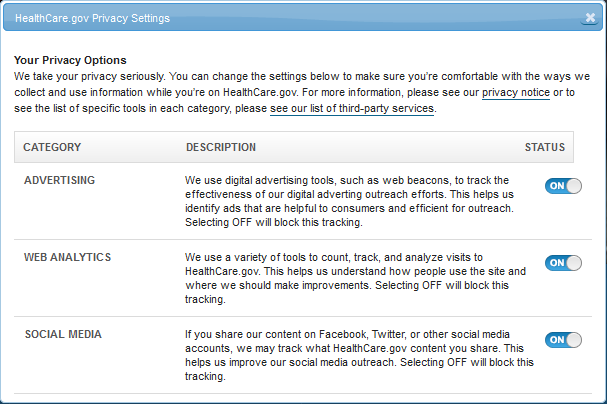 HealthCare.gov Privacy Settings
Your Privacy Options
We take your privacy seriously. You can change the settings below to make sure you're comfortable with the ways we
collect and use information while you're on HealthCare.gov. For more information, please see our privacy notice or to
see the list of specific tools in each category, please see our list of third-party services.
CATEGORY DESCRIPTION STATUS
ADVERTISING We use digital advertising tools, such as web beacons, to track the ON
effectiveness of our digital adverting outreach efforts. This helps us
identify ads that are helpful to consumers and efficient for outreach.
Selecting OFF will block this tracking.
WEB ANALYTICS We use a variety of tools to count, track, and analyze visits to ON
HealthCare.gov. This helps us understand how people use the site and
where we should make improvements. Selecting OFF will block this
tracking.
SOCIAL MEDIA If you share our content on Facebook, Twitter, or other social media ON
accounts, we may track what HealthCare.gov content you share. This
helps us improve our social media outreach. Selecting OFF will block this
tracking.